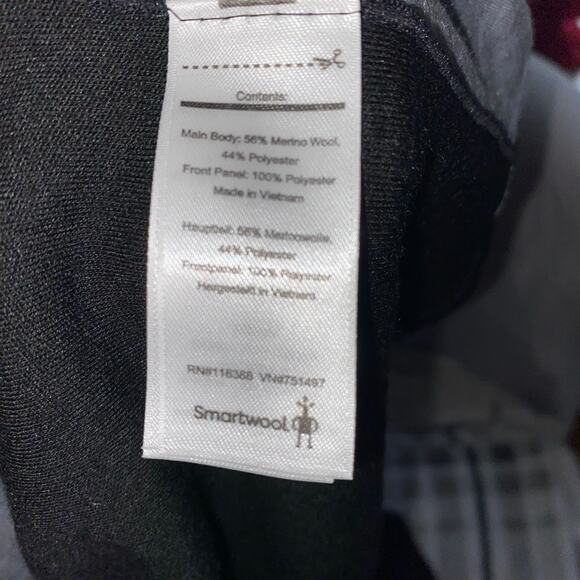 Contents:
Main Body: 56% Merino Wool,
44% Polyester
Front Panel: 100% Polyester
Made in Vietnam
Hauptteil: 56% Merinowolle,
44% Polyester
Frontpanel: 100% Polyester
Hergestellt in Vietnam
RN#116388 VN#751497
Smartwool